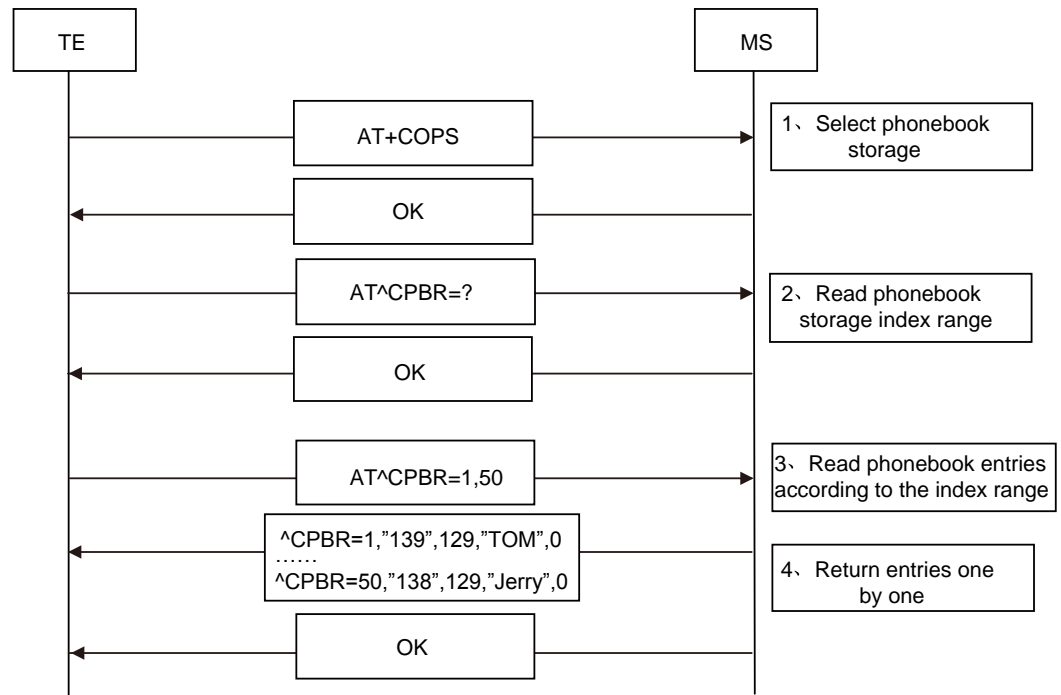 TE
MS
AT+COPS
1、Select phonebook
storage
OK
AT^CPBR=?
2、Read phonebook
storage index range
OK
AT^CPBR=1,50
3、Read phonebook entries
according to the index range
^CPBR=1,”139”,129,”TOM”,0
……
^CPBR=50,”138”,129,”Jerry”,0
4、Return entries one
by one
OK